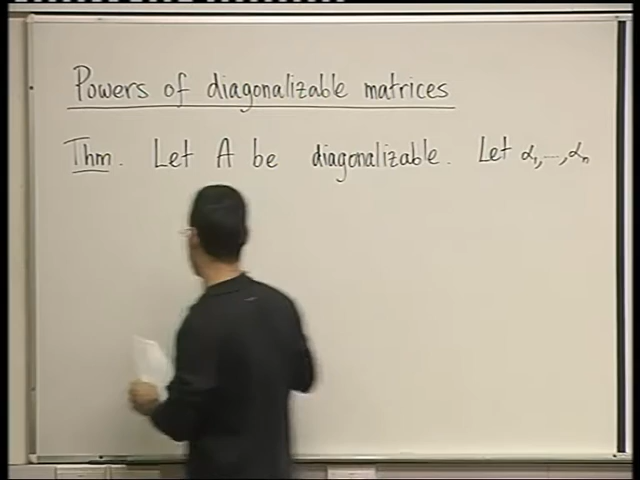 Powers of diagonalizable matrices
Thm. Let A be diagonalizable. Let α₁,...,αₙ